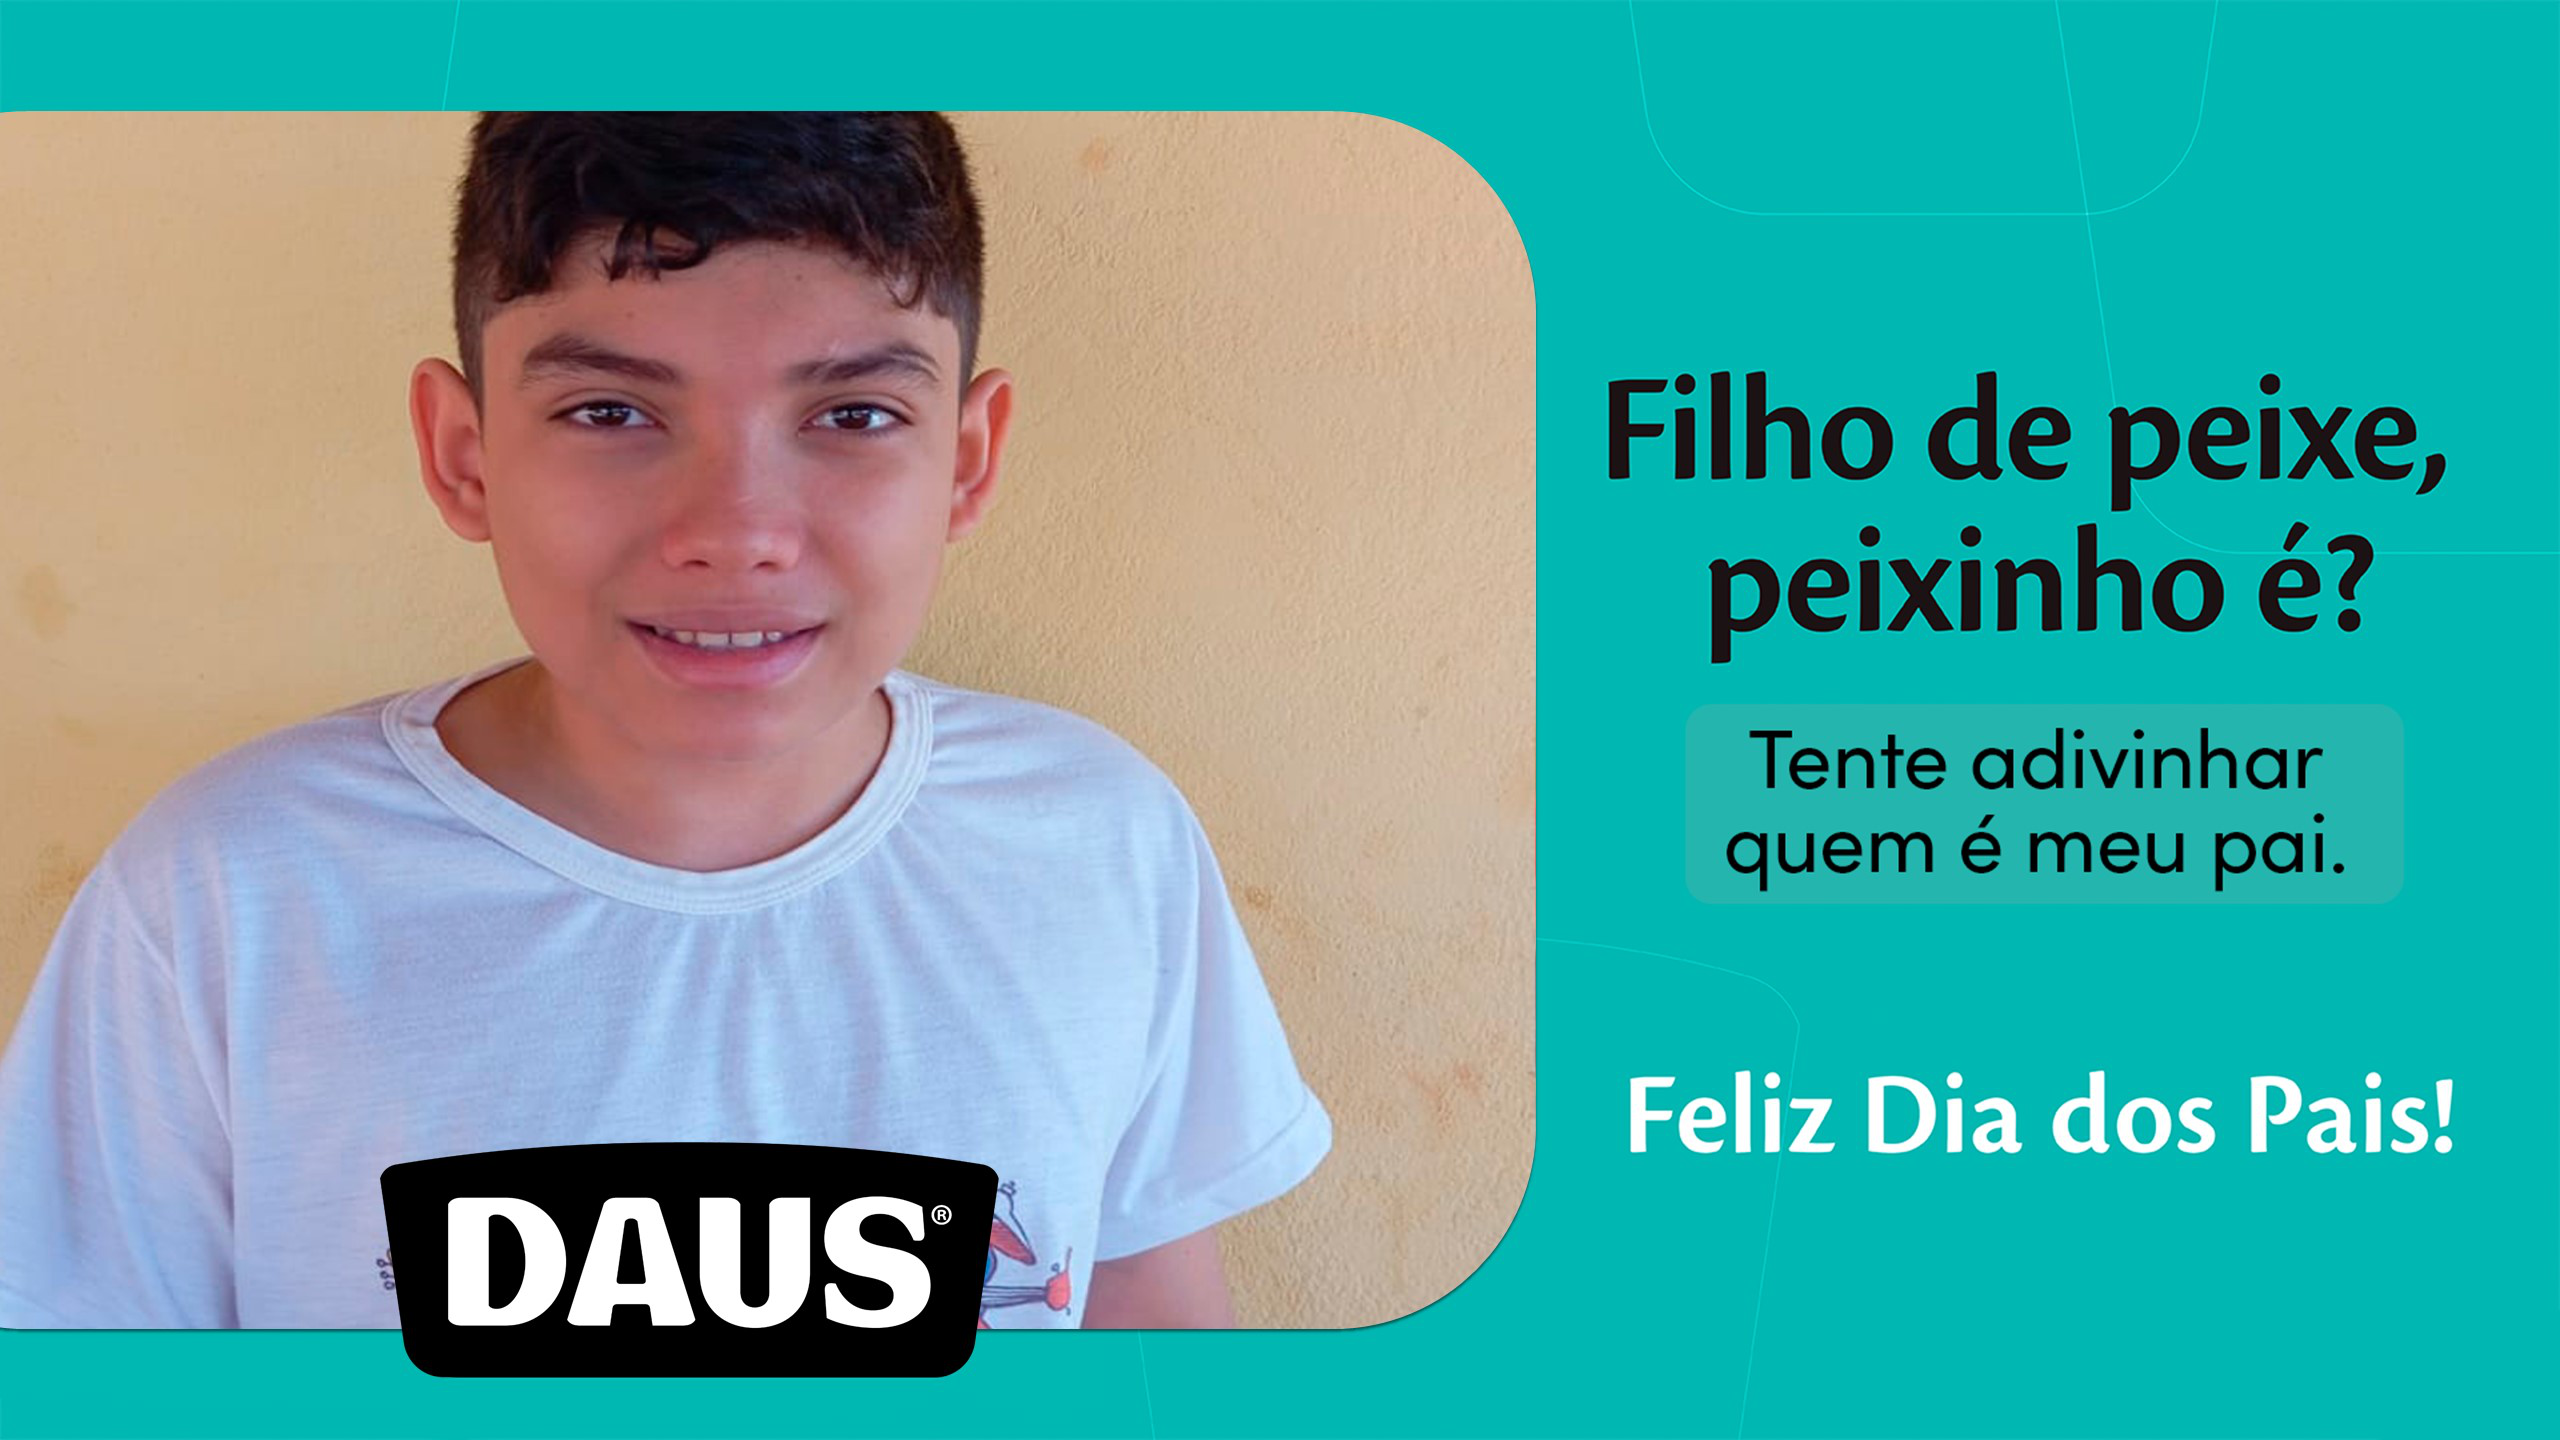 Filho de peixe,
peixinho é?
Tente adivinhar
quem é meu pai.
Feliz Dia dos Pais!
DAUS®